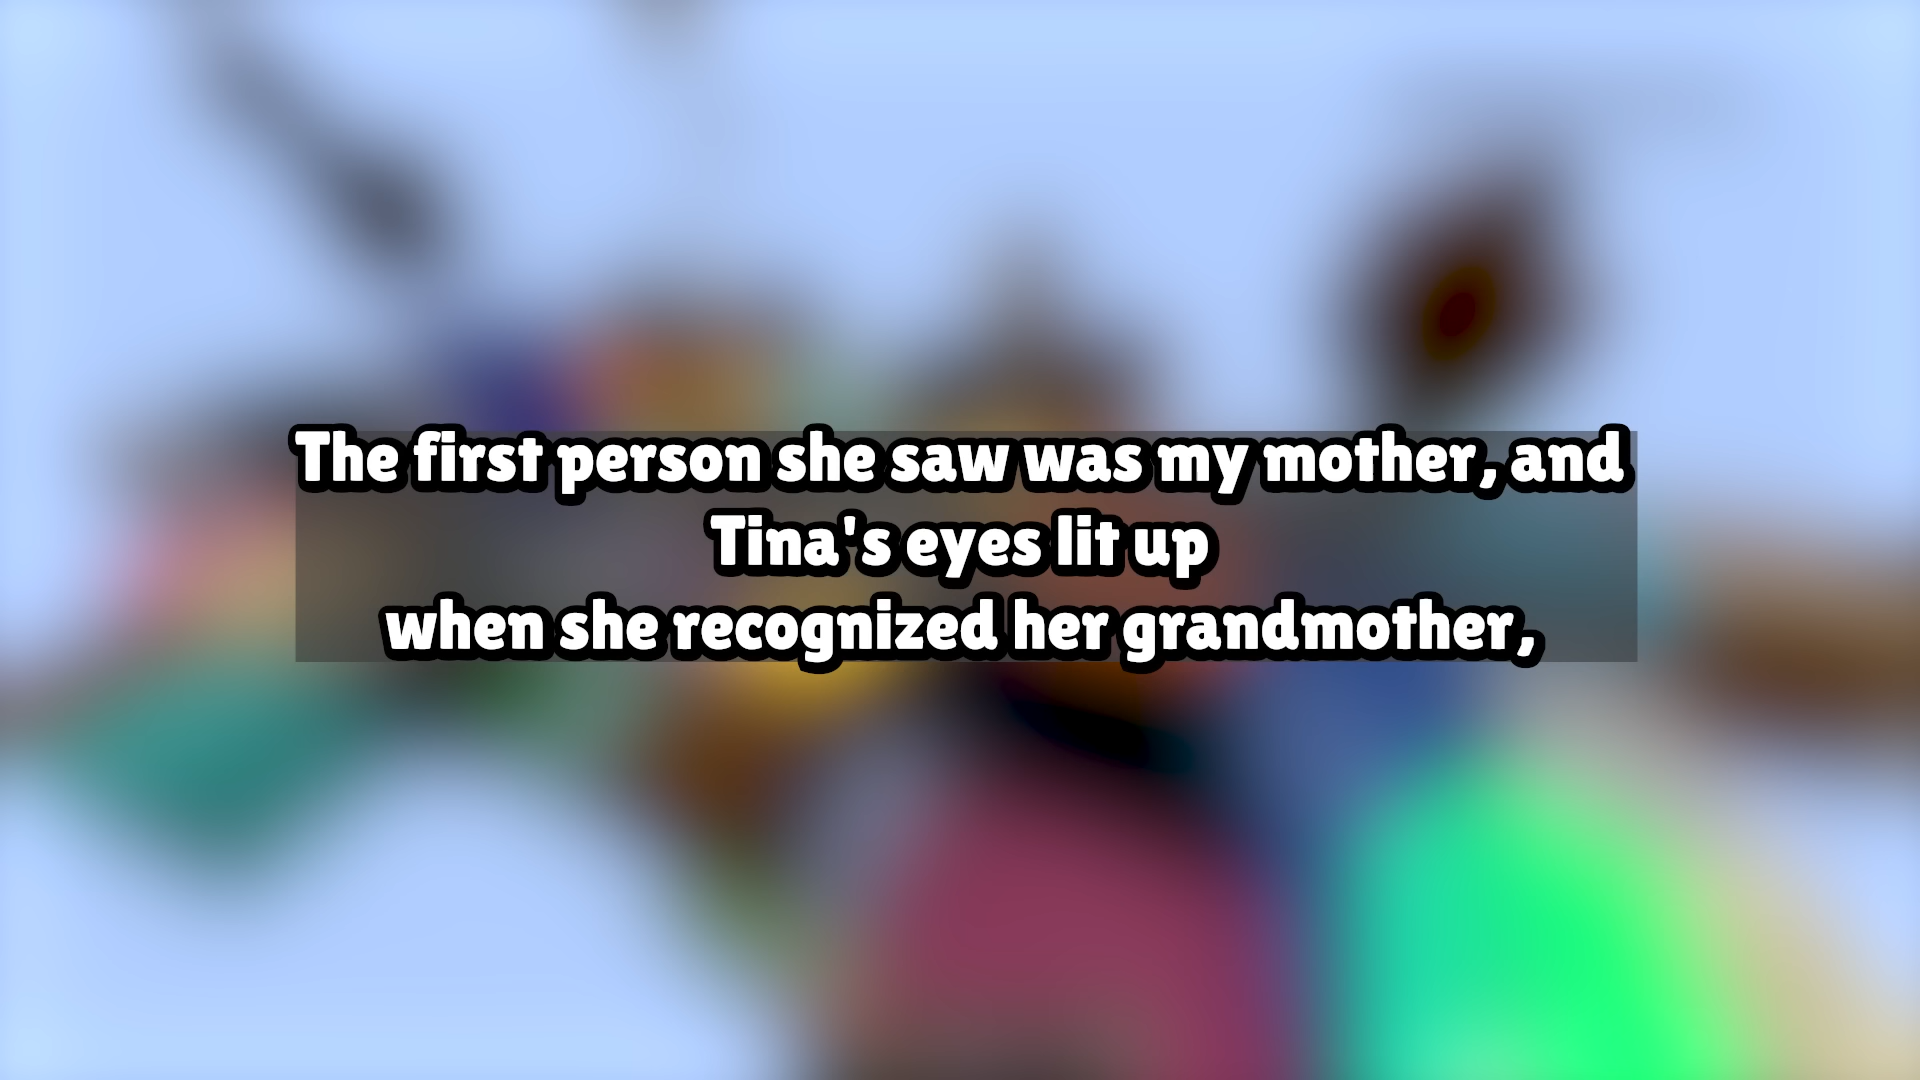 The first person she saw was my mother, and
Tina's eyes lit up
when she recognized her grandmother,